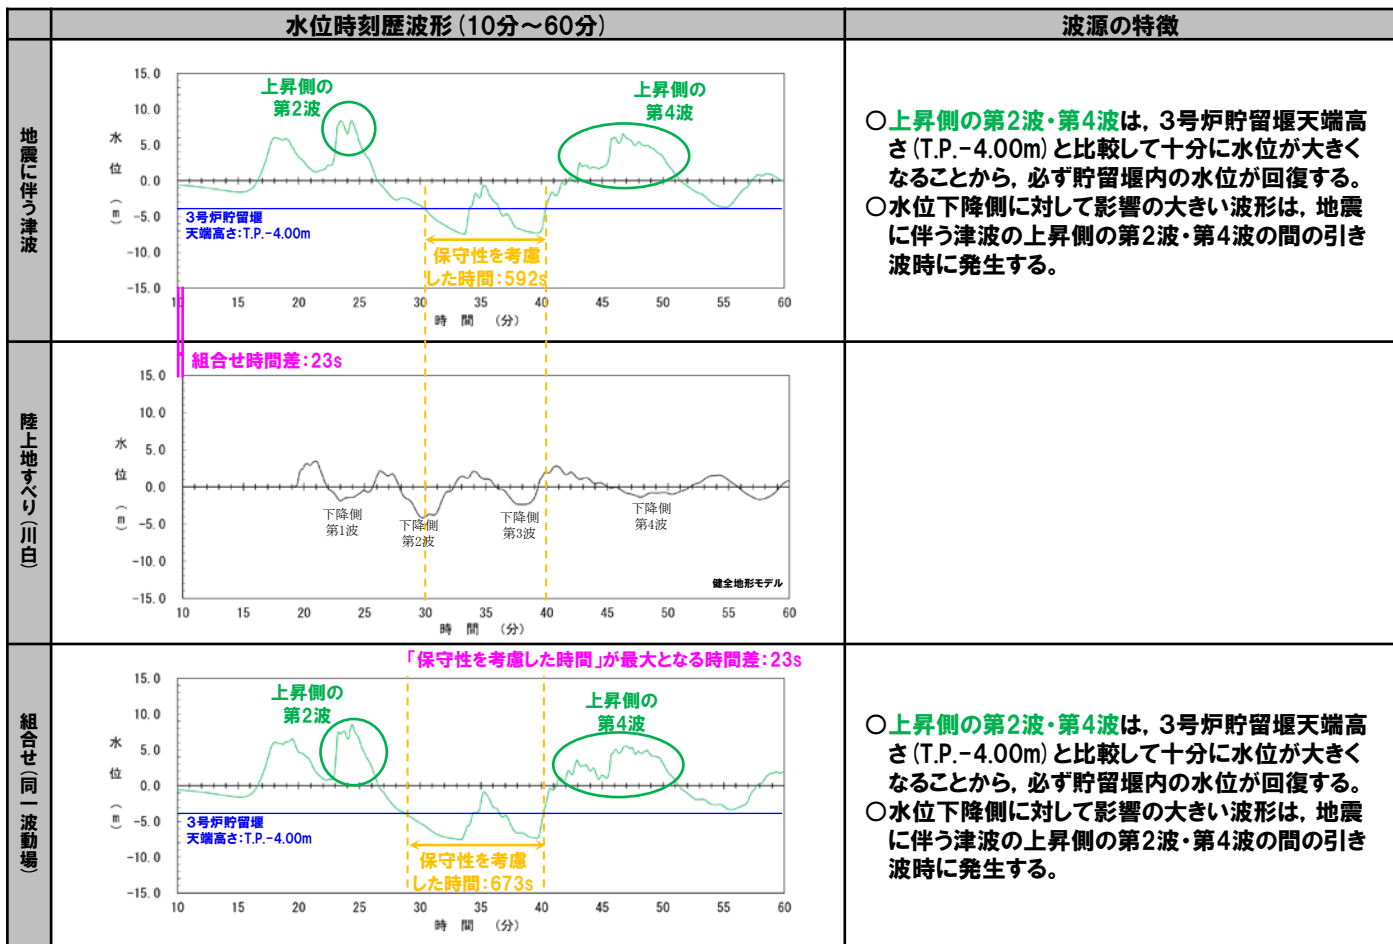 水位時刻歴波形(10分～60分)
波源の特徴
地震に伴う津波
15.0
10.0
5.0
0.0
-5.0
-10.0
-15.0
水位(m)
上昇側の
第2波
上昇側の
第4波
3号炉貯留堰
天端高さ:T.P.-4.00m
保守性を考慮
した時間:592s
10 15 20 25 30 35 40 45 50 55 60
時 間 (分)
○上昇側の第2波・第4波は，3号炉貯留堰天端高
さ(T.P.-4.00m)と比較して十分に水位が大きく
なることから，必ず貯留堰内の水位が回復する。
○水位下降側に対して影響の大きい波形は，地震
に伴う津波の上昇側の第2波・第4波の間の引き
波時に発生する。
組合せ時間差:23s
陸上地すべり(川白)
15.0
10.0
5.0
0.0
-5.0
-10.0
-15.0
水位(m)
下降側
第1波
下降側
第2波
下降側
第3波
下降側
第4波
健全地形モデル
10 15 20 25 30 35 40 45 50 55 60
時 間 (分)
組合せ(同一波動場)
「保守性を考慮した時間」が最大となる時間差:23s
15.0
10.0
5.0
0.0
-5.0
-10.0
-15.0
水位(m)
上昇側の
第2波
上昇側の
第4波
3号炉貯留堰
天端高さ:T.P.-4.00m
保守性を考慮
した時間:673s
10 15 20 25 30 35 40 45 50 55 60
時 間 (分)
○上昇側の第2波・第4波は，3号炉貯留堰天端高
さ(T.P.-4.00m)と比較して十分に水位が大きく
なることから，必ず貯留堰内の水位が回復する。
○水位下降側に対して影響の大きい波形は，地震
に伴う津波の上昇側の第2波・第4波の間の引き
波時に発生する。